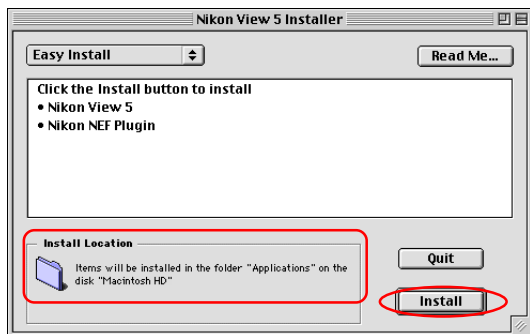 Nikon View 5 Installer
Easy Install
Read Me...
Click the Install button to install
• Nikon View 5
• Nikon NEF Plugin
Install Location
Items will be installed in the folder "Applications" on the
disk "Macintosh HD"
Quit
Install